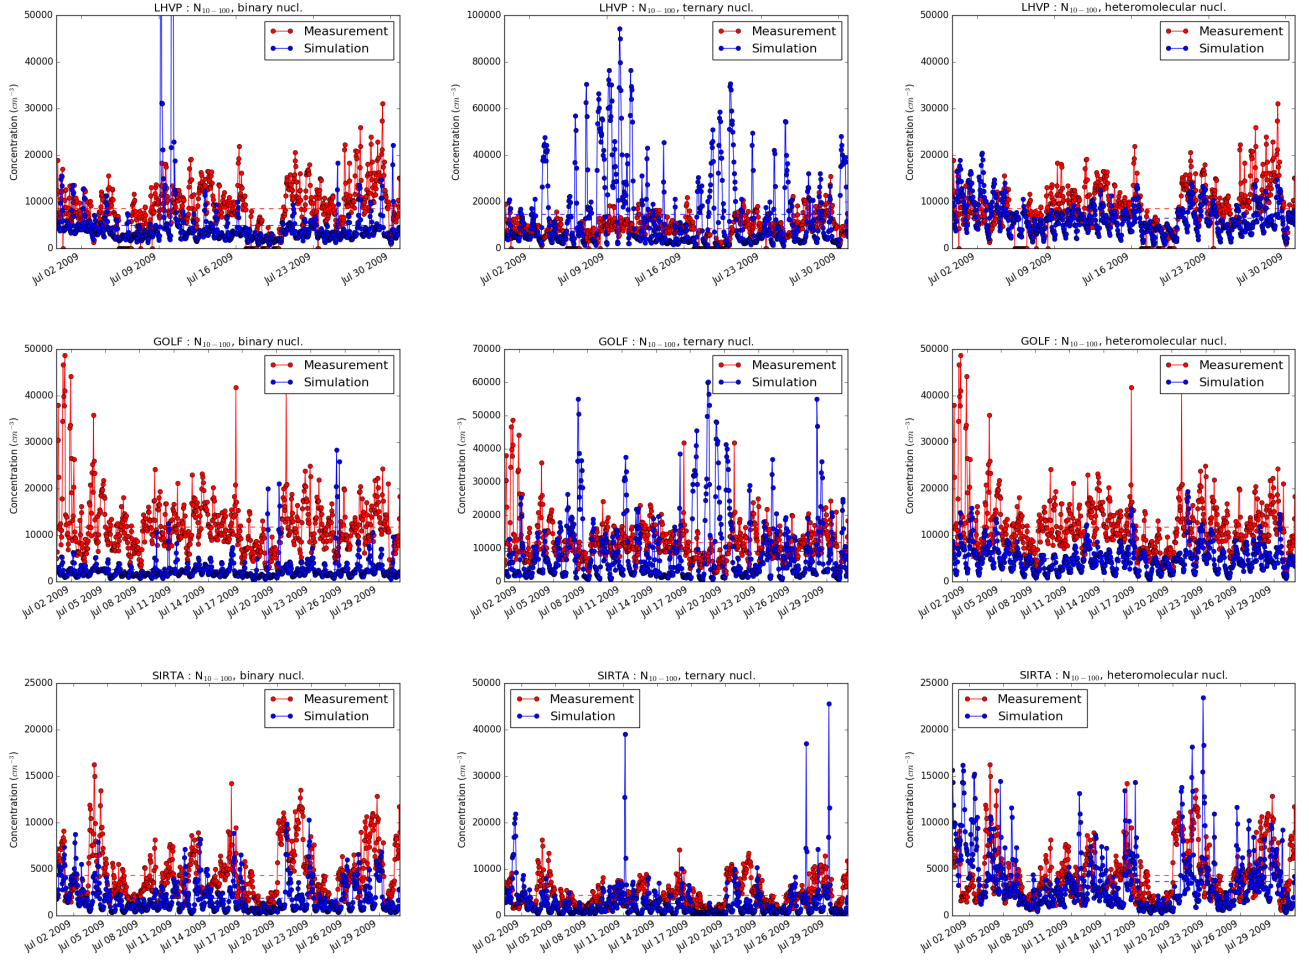 LHVP : N10−100, binary nucl.
50000
40000
30000
20000
10000
0
Concentration (cm−3)
Measurement
Simulation
Jul 02 2009
Jul 09 2009
Jul 16 2009
Jul 23 2009
Jul 30 2009
LHVP : N10−100, ternary nucl.
100000
80000
60000
40000
20000
0
Concentration (cm−3)
Measurement
Simulation
Jul 02 2009
Jul 09 2009
Jul 16 2009
Jul 23 2009
Jul 30 2009
LHVP : N10−100, heteromolecular nucl.
50000
40000
30000
20000
10000
0
Concentration (cm−3)
Measurement
Simulation
Jul 02 2009
Jul 09 2009
Jul 16 2009
Jul 23 2009
Jul 30 2009
GOLF : N10−100, binary nucl.
50000
40000
30000
20000
10000
0
Concentration (cm−3)
Measurement
Simulation
Jul 02 2009
Jul 05 2009
Jul 08 2009
Jul 11 2009
Jul 14 2009
Jul 17 2009
Jul 20 2009
Jul 23 2009
Jul 26 2009
Jul 29 2009
GOLF : N10−100, ternary nucl.
70000
60000
50000
40000
30000
20000
10000
0
Concentration (cm−3)
Measurement
Simulation
Jul 02 2009
Jul 05 2009
Jul 08 2009
Jul 11 2009
Jul 14 2009
Jul 17 2009
Jul 20 2009
Jul 23 2009
Jul 26 2009
Jul 29 2009
GOLF : N10−100, heteromolecular nucl.
50000
40000
30000
20000
10000
0
Concentration (cm−3)
Measurement
Simulation
Jul 02 2009
Jul 05 2009
Jul 08 2009
Jul 11 2009
Jul 14 2009
Jul 17 2009
Jul 20 2009
Jul 23 2009
Jul 26 2009
Jul 29 2009
SIRTA : N10−100, binary nucl.
25000
20000
15000
10000
5000
0
Concentration (cm−3)
Measurement
Simulation
Jul 02 2009
Jul 05 2009
Jul 08 2009
Jul 11 2009
Jul 14 2009
Jul 17 2009
Jul 20 2009
Jul 23 2009
Jul 26 2009
Jul 29 2009
SIRTA : N10−100, ternary nucl.
50000
40000
30000
20000
10000
0
Concentration (cm−3)
Measurement
Simulation
Jul 02 2009
Jul 05 2009
Jul 08 2009
Jul 11 2009
Jul 14 2009
Jul 17 2009
Jul 20 2009
Jul 23 2009
Jul 26 2009
Jul 29 2009
SIRTA : N10−100, heteromolecular nucl.
25000
20000
15000
10000
5000
0
Concentration (cm−3)
Measurement
Simulation
Jul 02 2009
Jul 05 2009
Jul 08 2009
Jul 11 2009
Jul 14 2009
Jul 17 2009
Jul 20 2009
Jul 23 2009
Jul 26 2009
Jul 29 2009